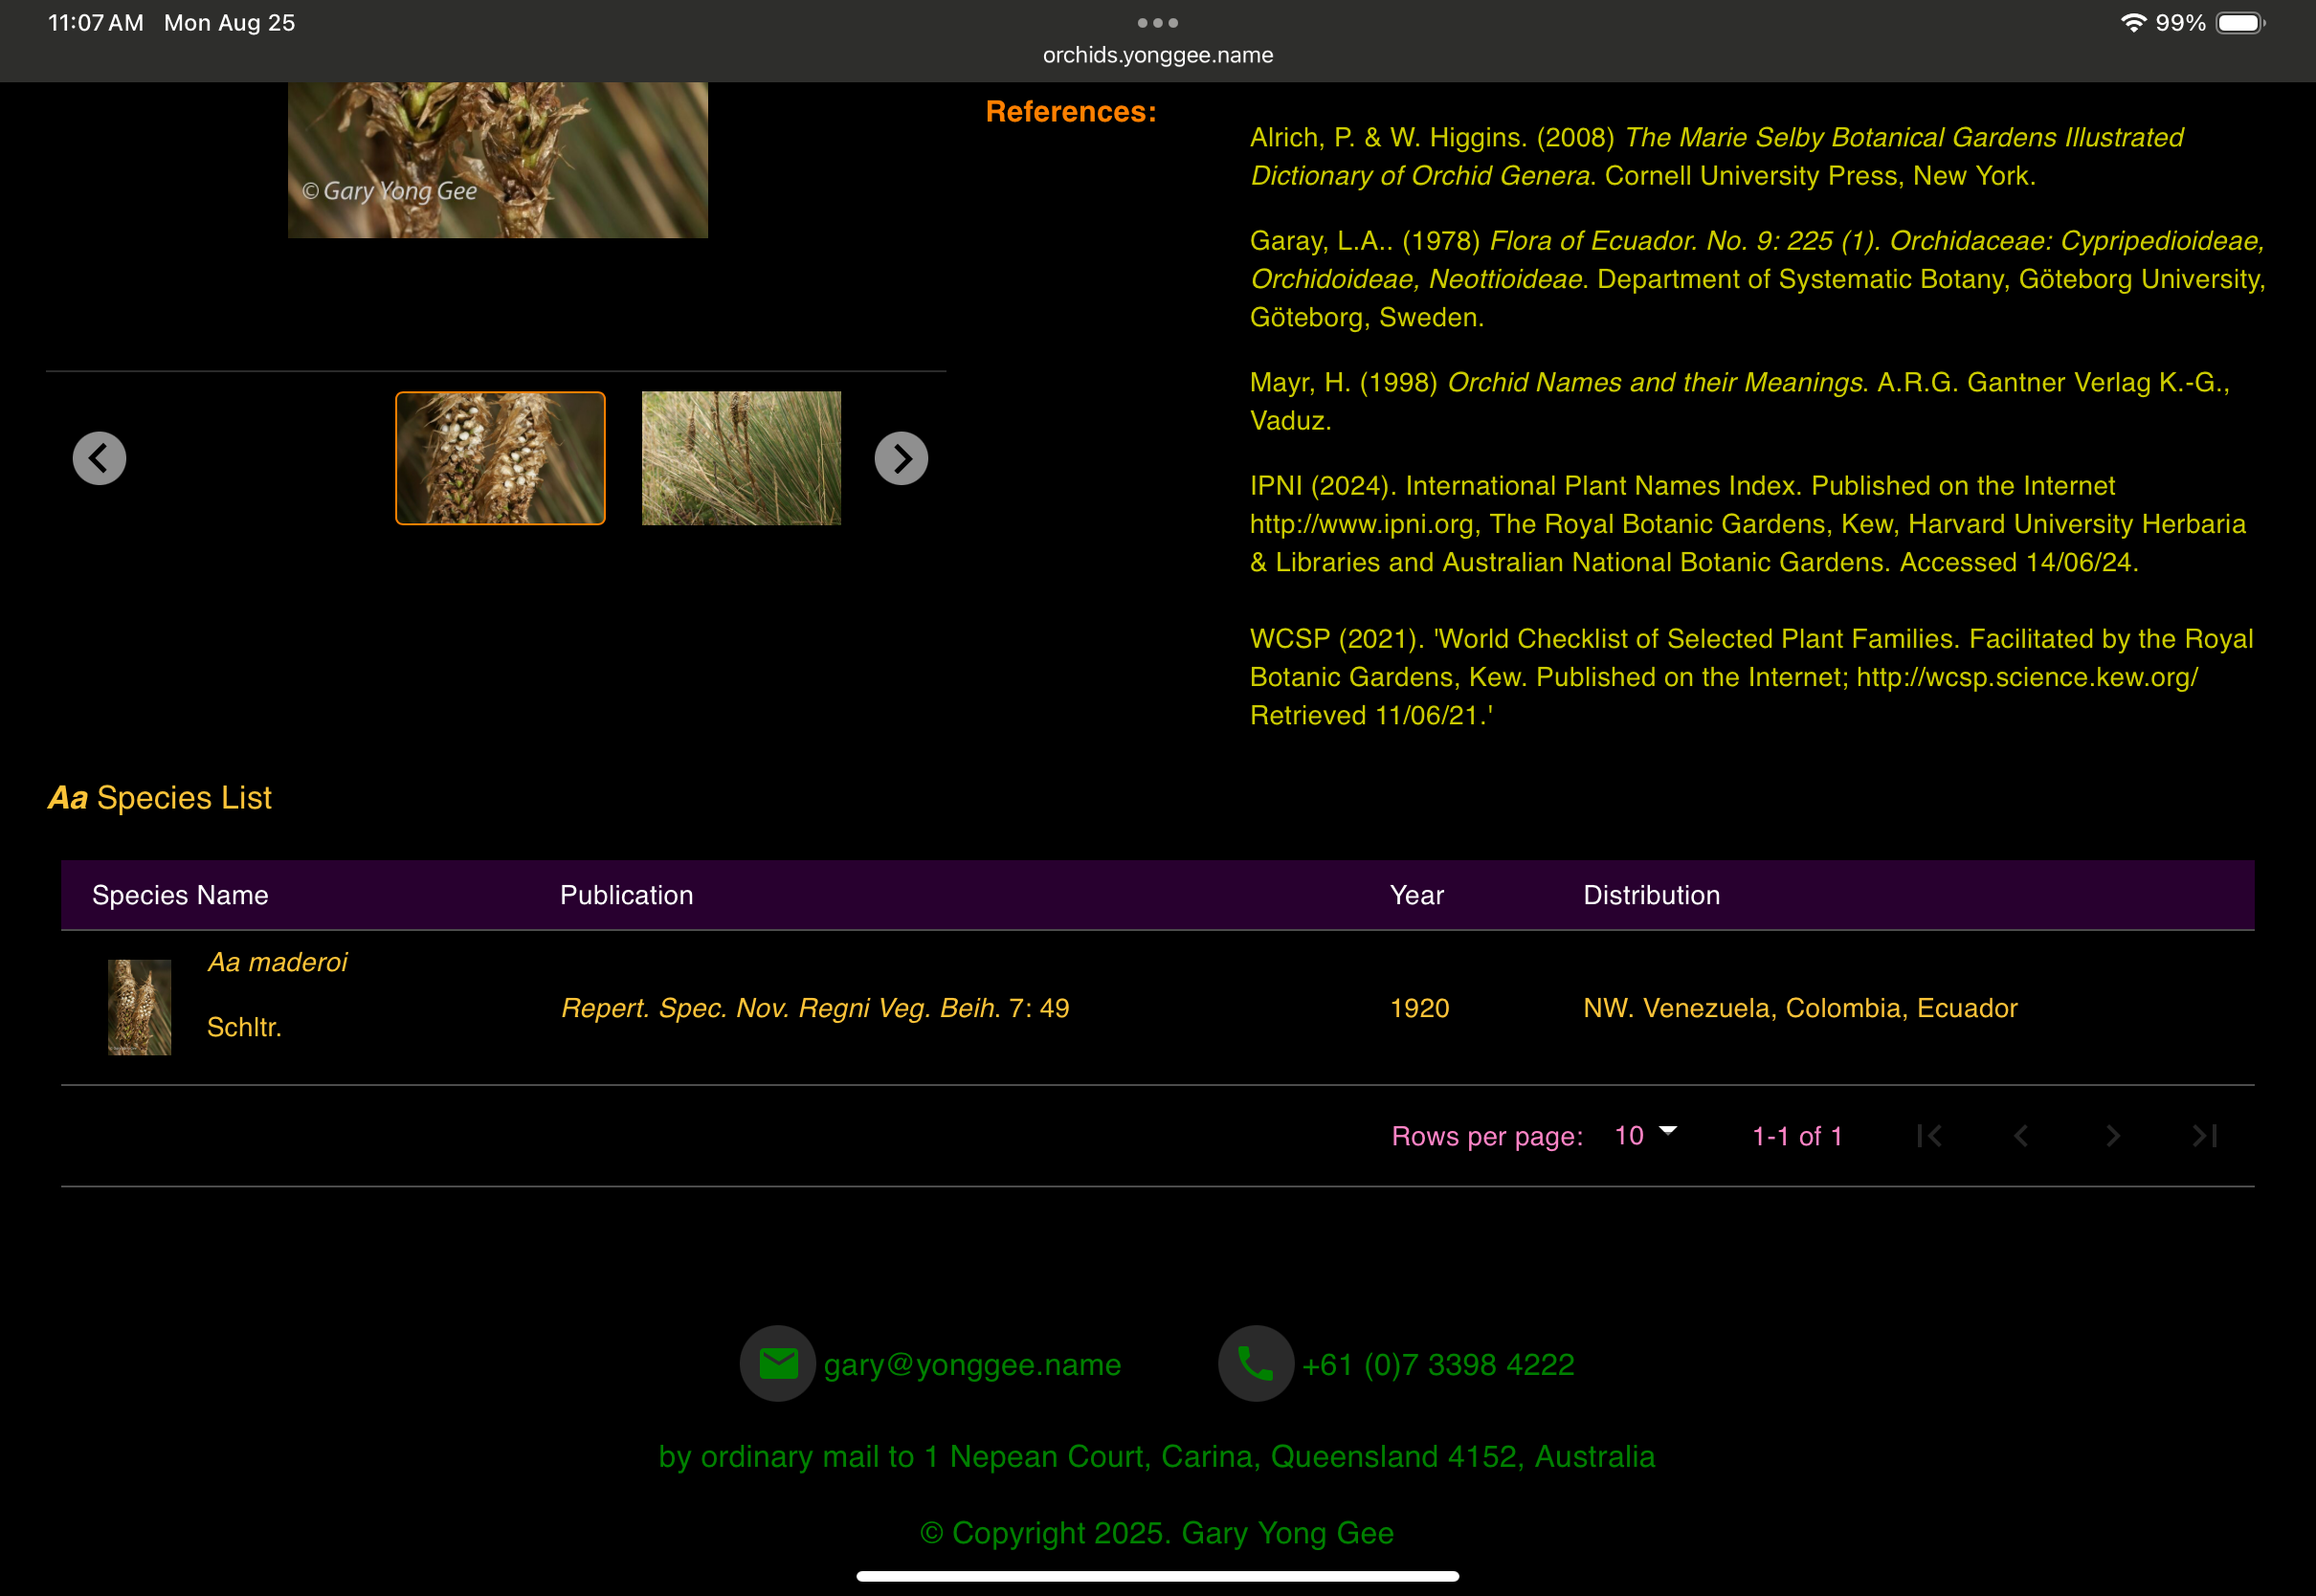 11:07 AM Mon Aug 25
99%
orchids.yonggee.name
© Gary Yong Gee
References:
Alrich, P. & W. Higgins. (2008) The Marie Selby Botanical Gardens Illustrated
Dictionary of Orchid Genera. Cornell University Press, New York.
Garay, L.A.. (1978) Flora of Ecuador. No. 9: 225 (1). Orchidaceae: Cypripedioideae,
Orchidoideae, Neottioideae. Department of Systematic Botany, Göteborg University,
Göteborg, Sweden.
Mayr, H. (1998) Orchid Names and their Meanings. A.R.G. Gantner Verlag K.-G.,
Vaduz.
IPNI (2024). International Plant Names Index. Published on the Internet
http://www.ipni.org, The Royal Botanic Gardens, Kew, Harvard University Herbaria
& Libraries and Australian National Botanic Gardens. Accessed 14/06/24.
WCSP (2021). 'World Checklist of Selected Plant Families. Facilitated by the Royal
Botanic Gardens, Kew. Published on the Internet; http://wcsp.science.kew.org/
Retrieved 11/06/21.'
Aa Species List
Species Name Publication Year Distribution
Aa maderoi
Schltr.
Repert. Spec. Nov. Regni Veg. Beih. 7: 49 1920 NW. Venezuela, Colombia, Ecuador
Rows per page: 10 1-1 of 1
gary@yonggee.name +61 (0)7 3398 4222
by ordinary mail to 1 Nepean Court, Carina, Queensland 4152, Australia
© Copyright 2025. Gary Yong Gee